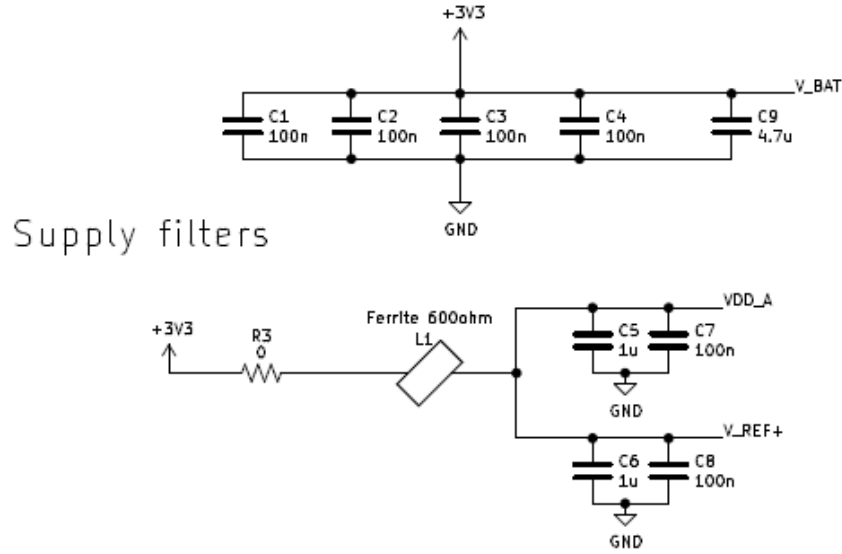 +3V3
V_BAT
C1
100n
C2
100n
C3
100n
C4
100n
C9
4.7u
GND
Supply filters
+3V3
R3
0
Ferrite 600ohm
L1
VDD_A
C5
1u
C7
100n
GND
V_REF+
C6
1u
C8
100n
GND